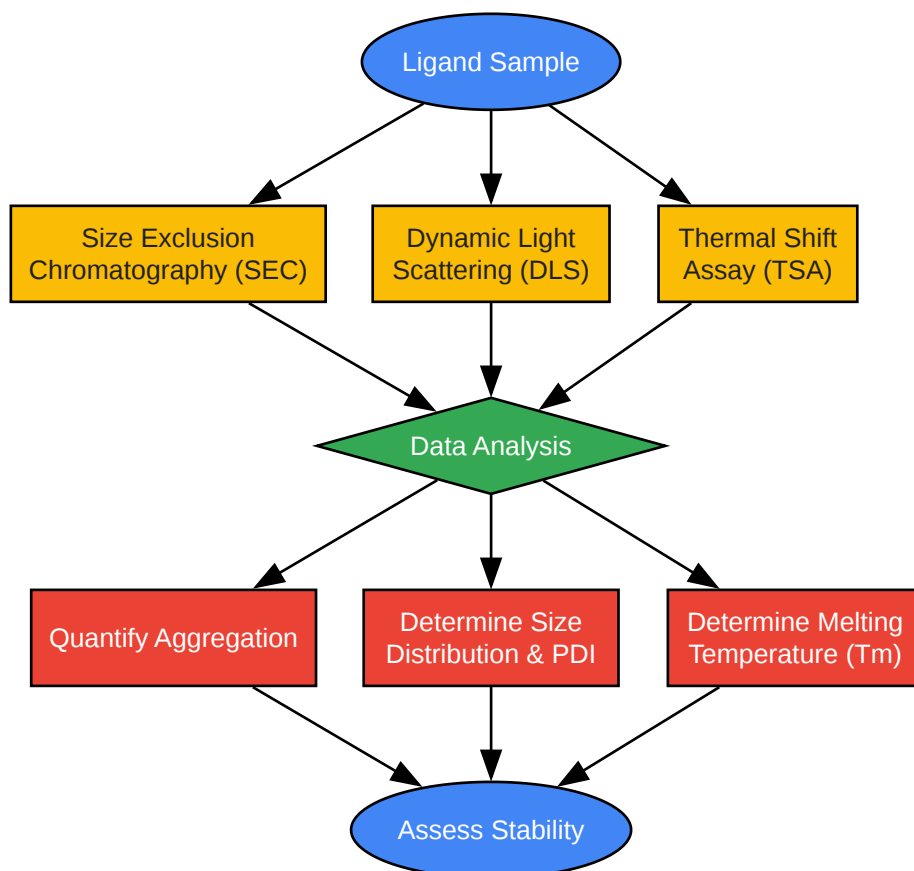 Ligand Sample
Size Exclusion
Chromatography (SEC)
Dynamic Light
Scattering (DLS)
Thermal Shift
Assay (TSA)
Data Analysis
Quantify Aggregation
Determine Size
Distribution & PDI
Determine Melting
Temperature (Tm)
Assess Stability